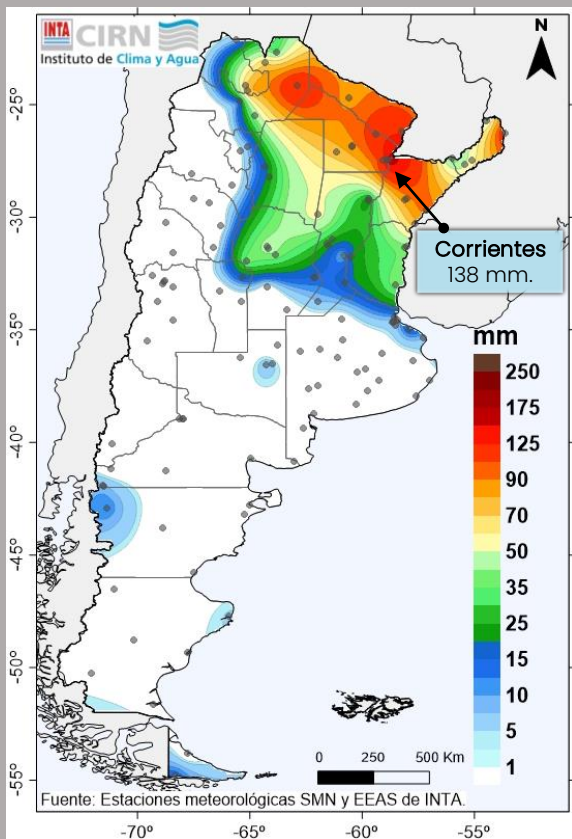 INTA
CIRN
Instituto de Clima y Agua
N
-25°
-30°
-35°
-40°
-45°
-50°
-55°
Corrientes
138 mm.
mm
250
175
125
90
70
50
35
25
15
10
5
1
0 250 500 Km
Fuente: Estaciones meteorológicas SMN y EEAS de INTA.
-70° -65° -60° -55°